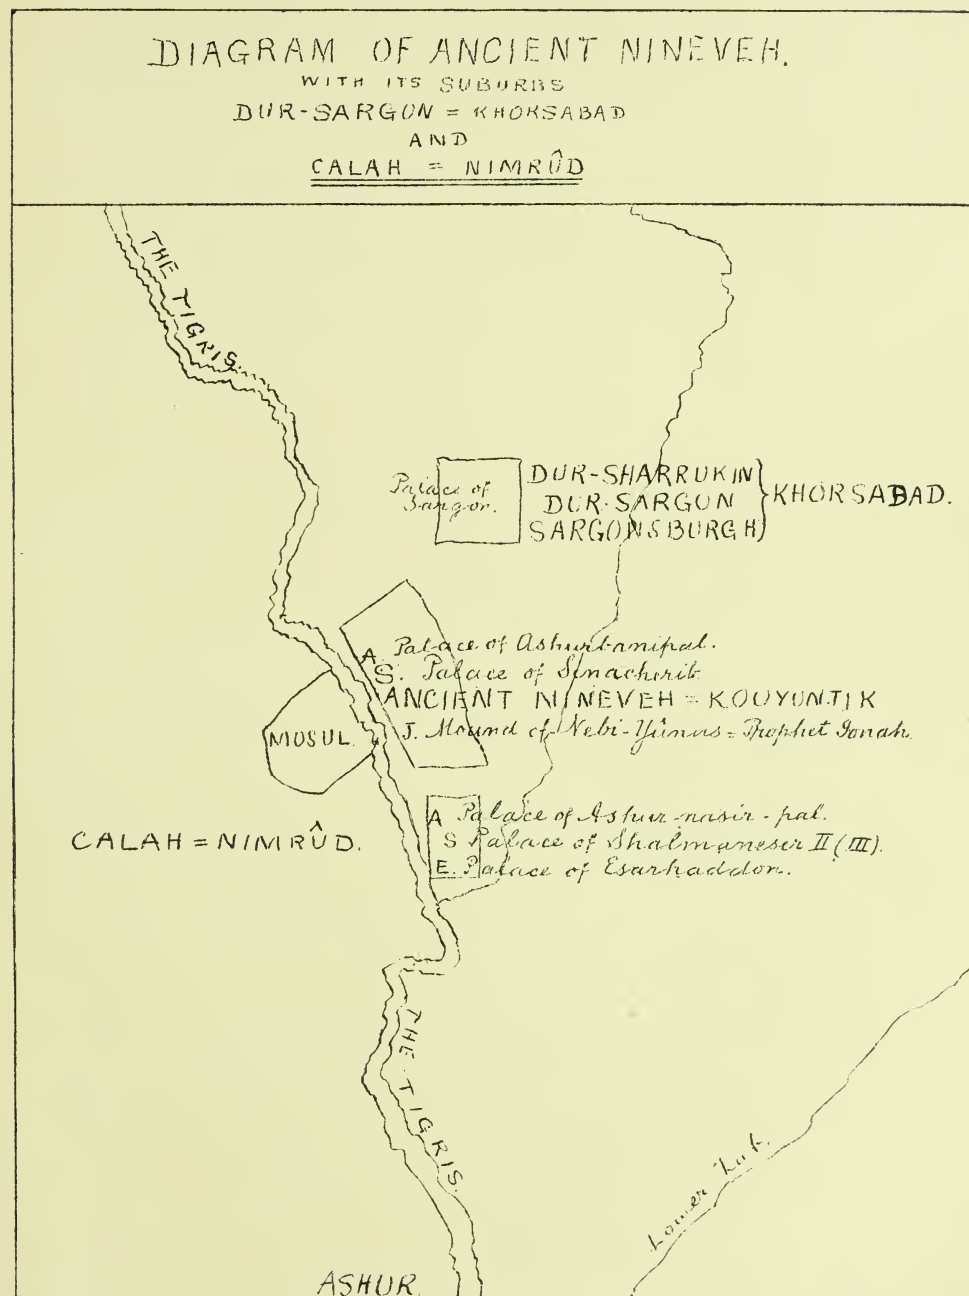 DIAGRAM OF ANCIENT NINEVEH.
WITH ITS SUBURBS
DUR-SARGON = KHORSABAD
AND
CALAH = NIMRÛD
THE TIGRIS.
Palace of
Sargon.
DUR-SHARRUKIN
DUR-SARGON
SARGONSBURGH
KHORSABAD.
A. Palace of Ashurbanipal.
S. Palace of Sinacherib
ANCIENT NINEVEH = KOUYUNTIK
MOSUL.
J. Mound of Nebi-Yûnus = Prophet Jonah.
A Palace of Ashur-nasir-pal.
CALAH = NIMRÛD.
S Palace of Shalmaneser II (III).
E. Palace of Esarhaddon.
THE TIGRIS.
Lower
ASHUR.